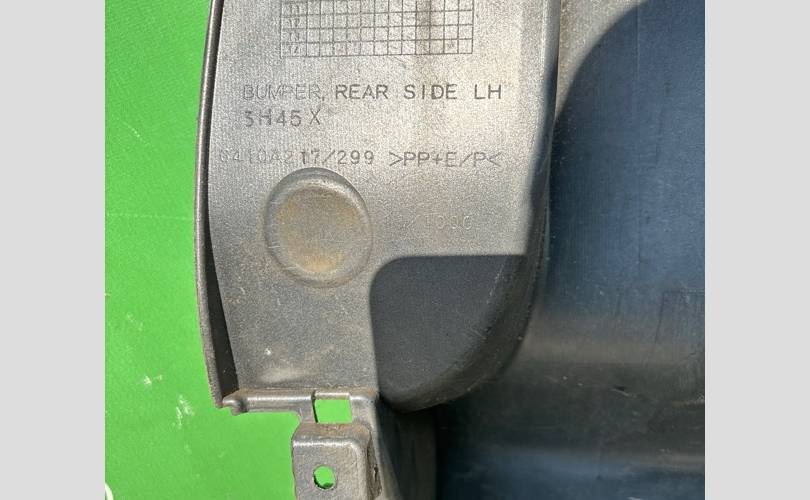 BUMPER, REAR SIDE LH
5H45X
6410A217/299 >PP+E/P<